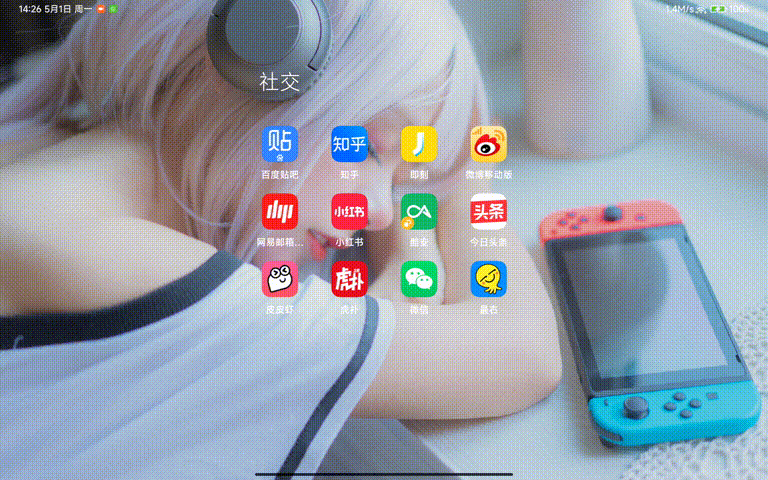 14:26 5月1日 周一
1.4M/s
100%
社交
贴
知乎
百度贴吧
知乎
即刻
微博移动版
小红书
头条
网易邮箱...
小红书
酷安
今日头条
虎扑
皮皮虾
虎扑
微信
最右